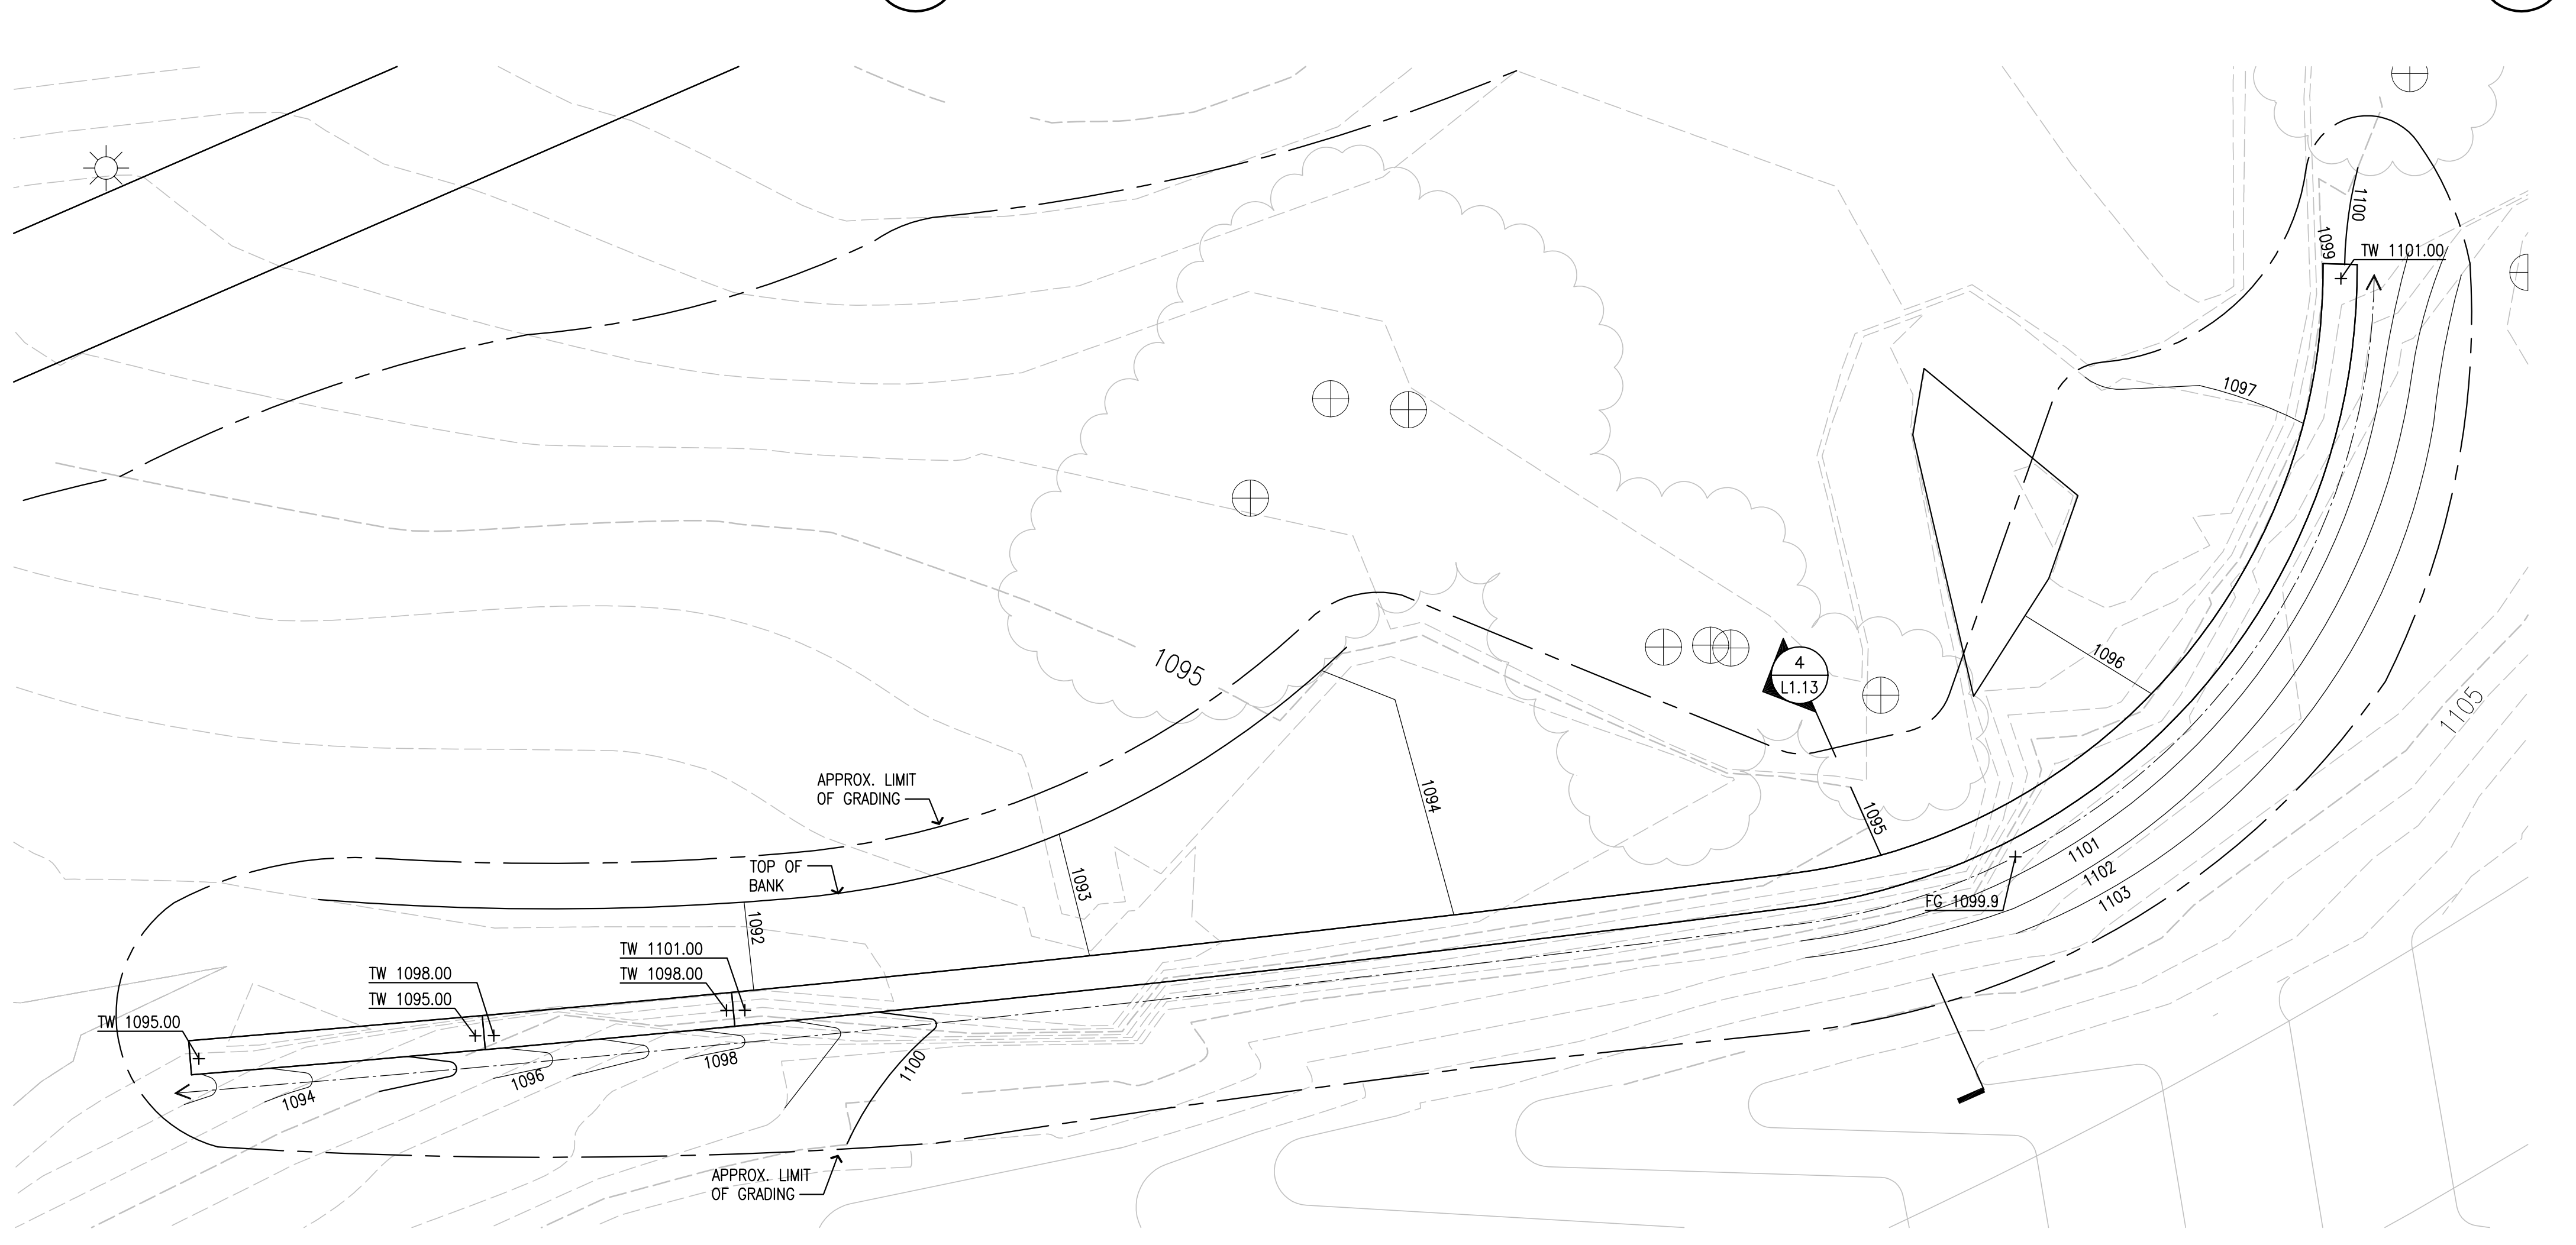 1100
1099
TW 1101.00
1097
1095
4
L1.13
1096
1105
APPROX. LIMIT
OF GRADING
1094
1095
TOP OF
BANK
1093
1101
1102
1103
FG 1099.9
1092
TW 1101.00
TW 1098.00
TW 1098.00
TW 1095.00
TW 1095.00
1098
1100
1096
1094
APPROX. LIMIT
OF GRADING